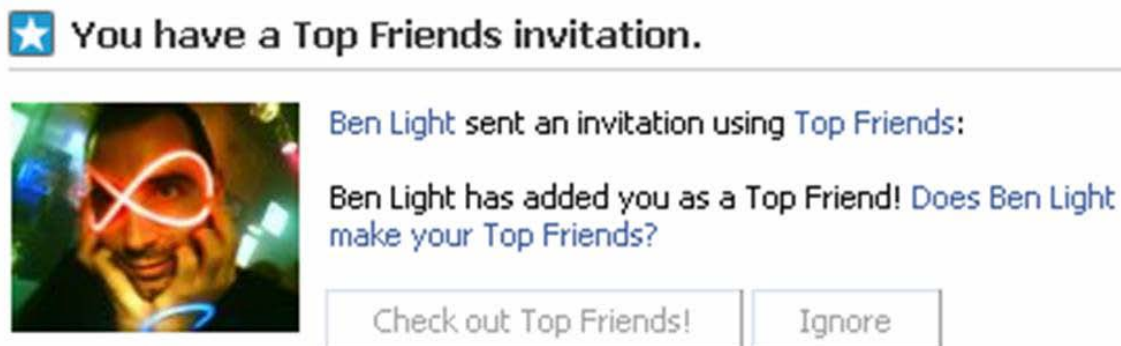 You have a Top Friends invitation.
Ben Light sent an invitation using Top Friends:
Ben Light has added you as a Top Friend! Does Ben Light
make your Top Friends?
Check out Top Friends!
Ignore